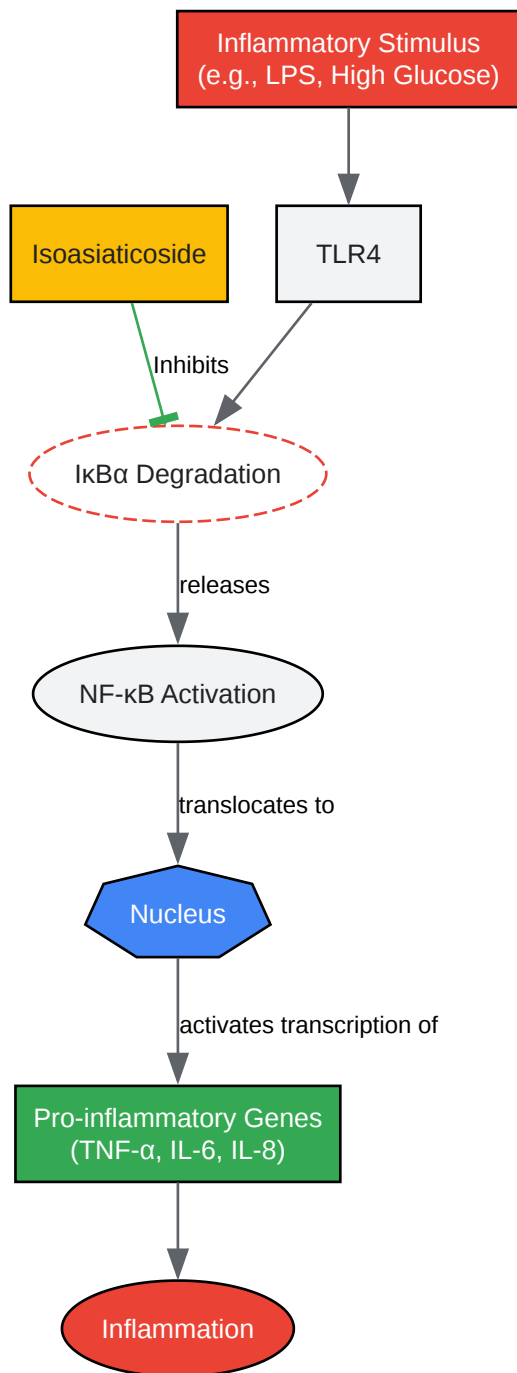 Inflammatory Stimulus
(e.g., LPS, High Glucose)
Isoasiaticoside
TLR4
Inhibits
IκBα Degradation
releases
NF-κB Activation
translocates to
Nucleus
activates transcription of
Pro-inflammatory Genes
(TNF-α, IL-6, IL-8)
Inflammation